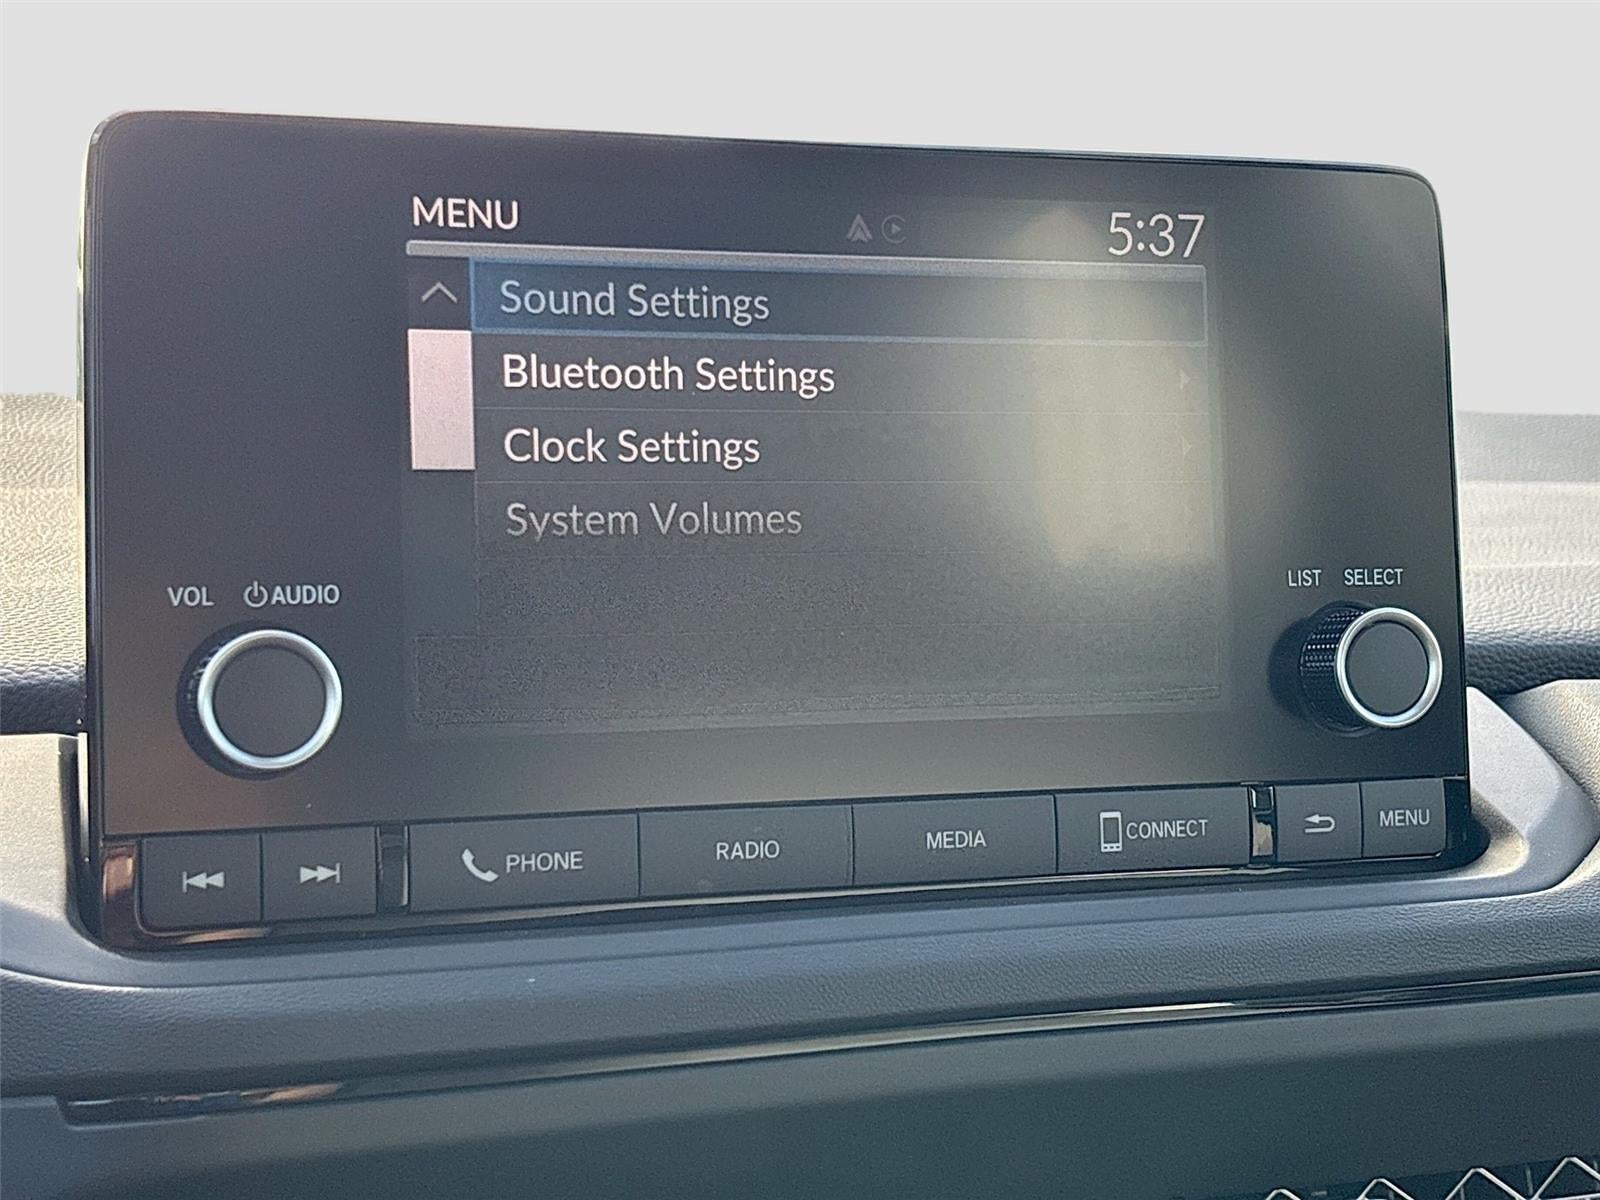 MENU
5:37
Sound Settings
Bluetooth Settings
Clock Settings
System Volumes
VOL AUDIO
LIST SELECT
PHONE
RADIO
MEDIA
CONNECT
MENU